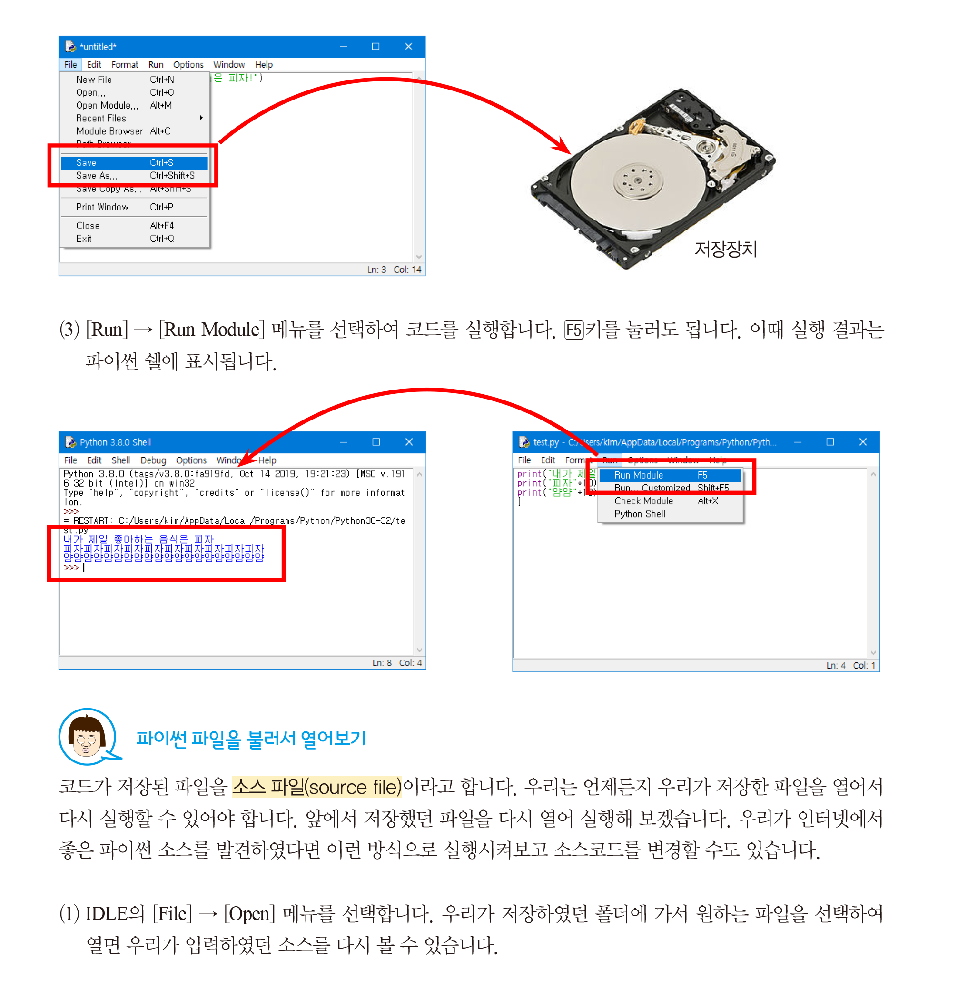 *untitled*
File Edit Format Run Options Window Help
New File Ctrl+N
은 피자!")
Open... Ctrl+O
Open Module... Alt+M
Recent Files
Module Browser Alt+C
Path Browser
Save Ctrl+S
Save As... Ctrl+Shift+S
Save Copy As... Alt+Shift+S
Print Window Ctrl+P
Close Alt+F4
Exit Ctrl+Q
Ln: 3 Col: 14
저장장치
(3) [Run] → [Run Module] 메뉴를 선택하여 코드를 실행합니다. F5키를 눌러도 됩니다. 이때 실행 결과는
파이썬 쉘에 표시됩니다.
Python 3.8.0 Shell
File Edit Shell Debug Options Window Help
Python 3.8.0 (tags/v3.8.0:fa919fd, Oct 14 2019, 19:21:23) [MSC v.191
6 32 bit (Intel)] on win32
Type "help", "copyright", "credits" or "license()" for more informat
ion.
>>>
= RESTART: C:/Users/kim/AppData/Local/Programs/Python/Python38-32/te
st.py
내가 제일 좋아하는 음식은 피자!
피자피자피자피자피자피자피자피자피자피자
얌얌얌얌얌얌얌얌얌얌얌얌얌얌얌얌얌얌얌얌
>>>
Ln: 8 Col: 4
test.py - C:/Users/kim/AppData/Local/Programs/Python/Pyth...
File Edit Format Run Options Window Help
print("내가 제일
print("피자"*10)
print("얌얌"*10)
]
Run Module F5
Run... Customized Shift+F5
Check Module Alt+X
Python Shell
Ln: 4 Col: 1
파이썬 파일을 불러서 열어보기
코드가 저장된 파일을 소스 파일(source file)이라고 합니다. 우리는 언제든지 우리가 저장한 파일을 열어서
다시 실행할 수 있어야 합니다. 앞에서 저장했던 파일을 다시 열어 실행해 보겠습니다. 우리가 인터넷에서
좋은 파이썬 소스를 발견하였다면 이런 방식으로 실행시켜보고 소스코드를 변경할 수도 있습니다.
(1) IDLE의 [File] → [Open] 메뉴를 선택합니다. 우리가 저장하였던 폴더에 가서 원하는 파일을 선택하여
열면 우리가 입력하였던 소스를 다시 볼 수 있습니다.